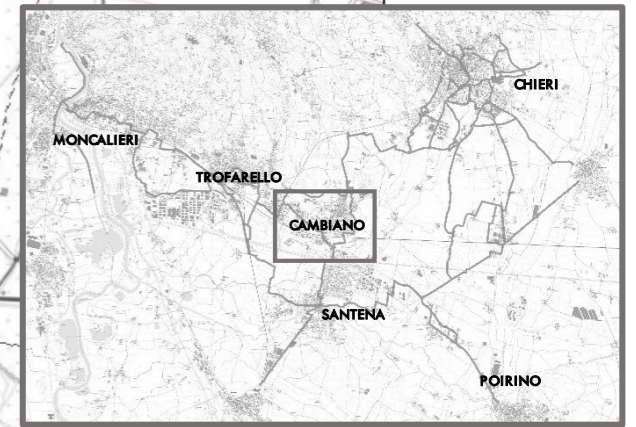 CHIERI
MONCALIERI
TROFARELLO
CAMBIANO
SANTENA
POIRINO